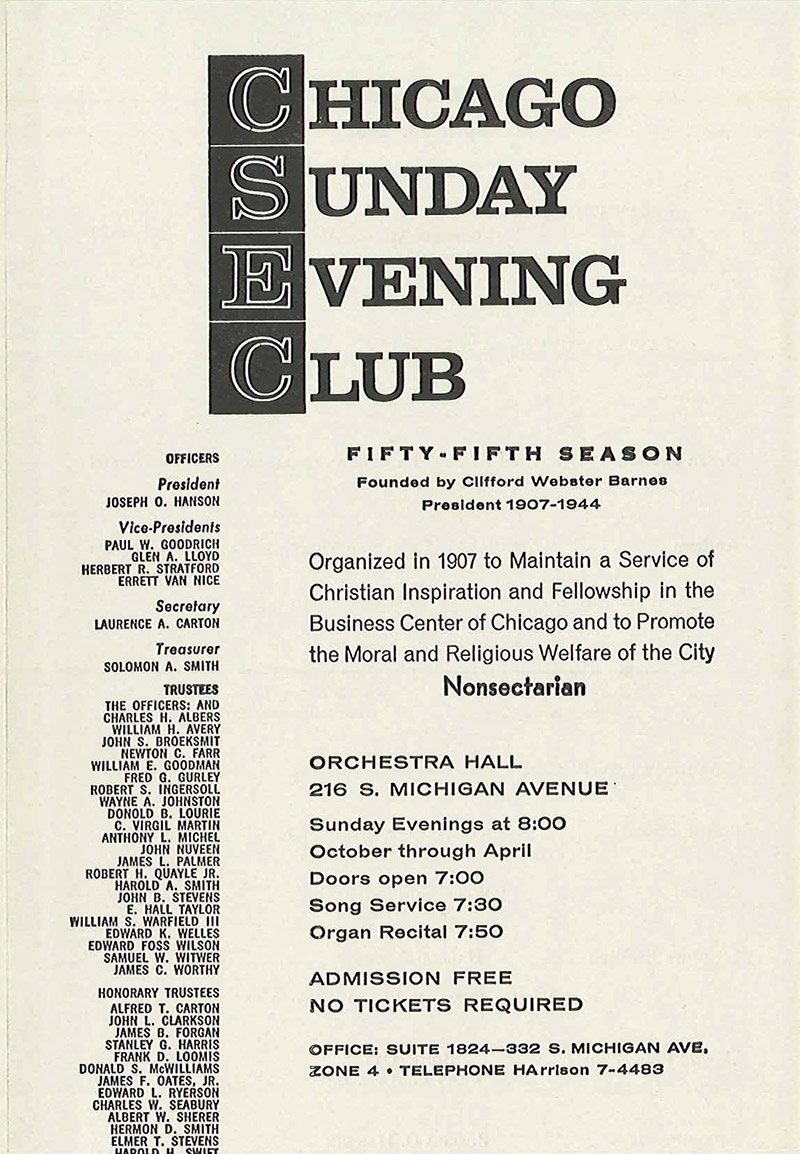 CHICAGO
SUNDAY
EVENING
CLUB
OFFICERS
President
JOSEPH O. HANSON
Vice-Presidents
PAUL W. GOODRICH
GLEN A. LLOYD
HERBERT R. STRATFORD
ERRETT VAN NICE
Secretary
LAURENCE A. CARTON
Treasurer
SOLOMON A. SMITH
TRUSTEES
THE OFFICERS: AND
CHARLES H. ALBERS
WILLIAM H. AVERY
JOHN S. BROEKSMIT
NEWTON C. FARR
WILLIAM E. GOODMAN
FRED G. GURLEY
ROBERT S. INGERSOLL
WAYNE A. JOHNSTON
DONOLD B. LOURIE
C. VIRGIL MARTIN
ANTHONY L. MICHEL
JOHN NUVEEN
JAMES L. PALMER
ROBERT H. QUAYLE JR.
HAROLD A. SMITH
JOHN B. STEVENS
E. HALL TAYLOR
WILLIAM S. WARFIELD III
EDWARD K. WELLES
EDWARD FOSS WILSON
SAMUEL W. WITWER
JAMES C. WORTHY
HONORARY TRUSTEES
ALFRED T. CARTON
JOHN L. CLARKSON
JAMES B. FORGAN
STANLEY G. HARRIS
FRANK D. LOOMIS
DONALD S. McWILLIAMS
JAMES F. OATES, JR.
EDWARD L. RYERSON
CHARLES W. SEABURY
ALBERT W. SHERER
HERMON D. SMITH
ELMER T. STEVENS
HAROLD H. SWIFT
FIFTY-FIFTH SEASON
Founded by Clifford Webster Barnes
President 1907-1944
Organized in 1907 to Maintain a Service of
Christian Inspiration and Fellowship in the
Business Center of Chicago and to Promote
the Moral and Religious Welfare of the City
Nonsectarian
ORCHESTRA HALL
216 S. MICHIGAN AVENUE
Sunday Evenings at 8:00
October through April
Doors open 7:00
Song Service 7:30
Organ Recital 7:50
ADMISSION FREE
NO TICKETS REQUIRED
OFFICE: SUITE 1824—332 S. MICHIGAN AVE,
ZONE 4 • TELEPHONE HArrison 7-4483